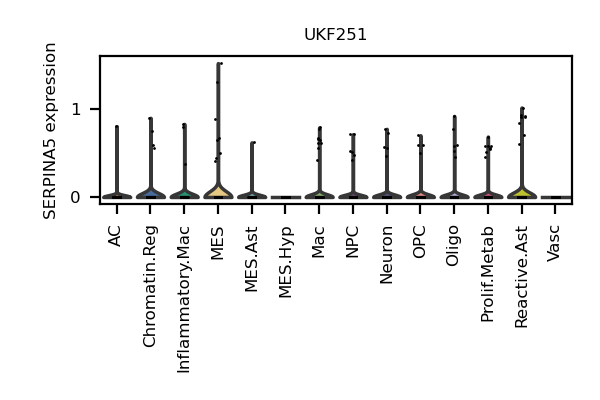 UKF251
SERPINA5 expression
1
0
AC
Chromatin.Reg
Inflammatory.Mac
MES
MES.Ast
MES.Hyp
Mac
NPC
Neuron
OPC
Oligo
Prolif.Metab
Reactive.Ast
Vasc